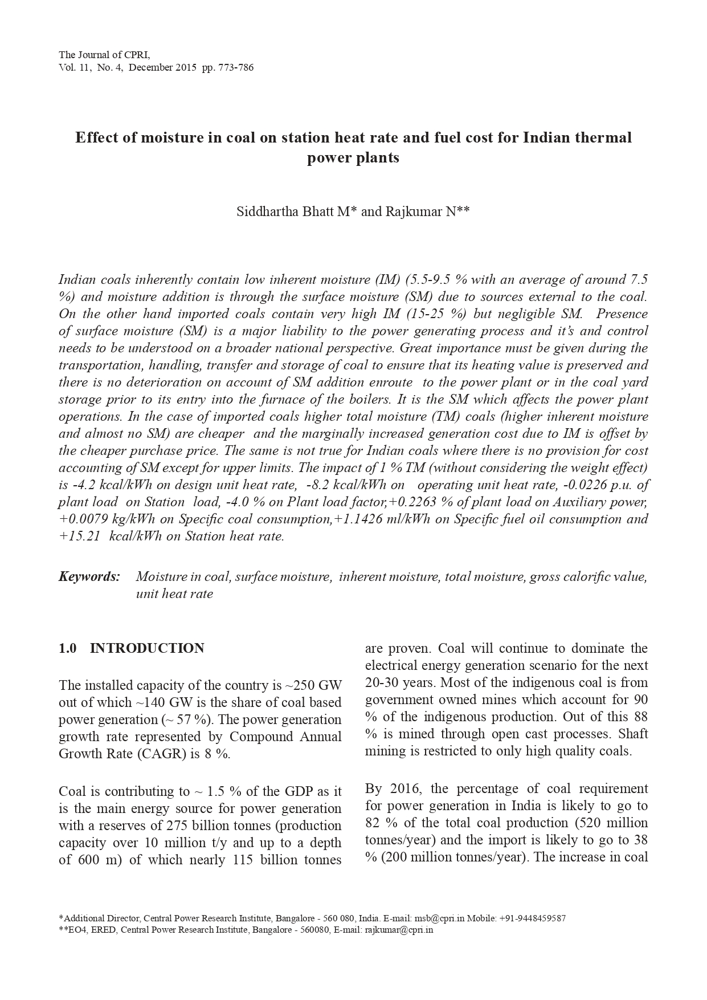 The Journal of CPRI,
Vol. 11, No. 4, December 2015 pp. 773-786
Effect of moisture in coal on station heat rate and fuel cost for Indian thermal
power plants
Siddhartha Bhatt M* and Rajkumar N**
Indian coals inherently contain low inherent moisture (IM) (5.5-9.5 % with an average of around 7.5
%) and moisture addition is through the surface moisture (SM) due to sources external to the coal.
On the other hand imported coals contain very high IM (15-25 %) but negligible SM. Presence
of surface moisture (SM) is a major liability to the power generating process and it’s and control
needs to be understood on a broader national perspective. Great importance must be given during the
transportation, handling, transfer and storage of coal to ensure that its heating value is preserved and
there is no deterioration on account of SM addition enroute to the power plant or in the coal yard
storage prior to its entry into the furnace of the boilers. It is the SM which affects the power plant
operations. In the case of imported coals higher total moisture (TM) coals (higher inherent moisture
and almost no SM) are cheaper and the marginally increased generation cost due to IM is offset by
the cheaper purchase price. The same is not true for Indian coals where there is no provision for cost
accounting of SM except for upper limits. The impact of 1 % TM (without considering the weight effect)
is -4.2 kcal/kWh on design unit heat rate, -8.2 kcal/kWh on operating unit heat rate, -0.0226 p.u. of
plant load on Station load, -4.0 % on Plant load factor,+0.2263 % of plant load on Auxiliary power,
+0.0079 kg/kWh on Specific coal consumption,+1.1426 ml/kWh on Specific fuel oil consumption and
+15.21 kcal/kWh on Station heat rate.
Keywords: Moisture in coal, surface moisture, inherent moisture, total moisture, gross calorific value,
unit heat rate
1.0 INTRODUCTION
The installed capacity of the country is ~250 GW
out of which ~140 GW is the share of coal based
power generation (~ 57 %). The power generation
growth rate represented by Compound Annual
Growth Rate (CAGR) is 8 %.
Coal is contributing to ~ 1.5 % of the GDP as it
is the main energy source for power generation
with a reserves of 275 billion tonnes (production
capacity over 10 million t/y and up to a depth
of 600 m) of which nearly 115 billion tonnes
are proven. Coal will continue to dominate the
electrical energy generation scenario for the next
20-30 years. Most of the indigenous coal is from
government owned mines which account for 90
% of the indigenous production. Out of this 88
% is mined through open cast processes. Shaft
mining is restricted to only high quality coals.
By 2016, the percentage of coal requirement
for power generation in India is likely to go to
82 % of the total coal production (520 million
tonnes/year) and the import is likely to go to 38
% (200 million tonnes/year). The increase in coal
*Additional Director, Central Power Research Institute, Bangalore - 560 080, India. E-mail: msb@cpri.in Mobile: +91-9448459587
**EO4, ERED, Central Power Research Institute, Bangalore - 560080, E-mail: rajkumar@cpri.in